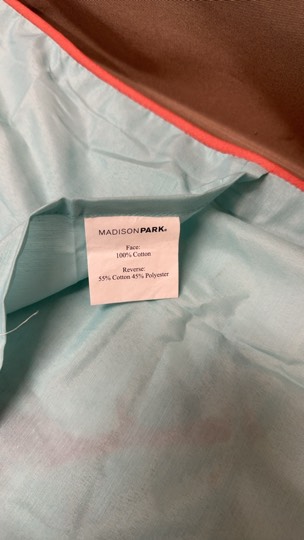 MADISONPARK®
Face:
100% Cotton
Reverse:
55% Cotton 45% Polyester